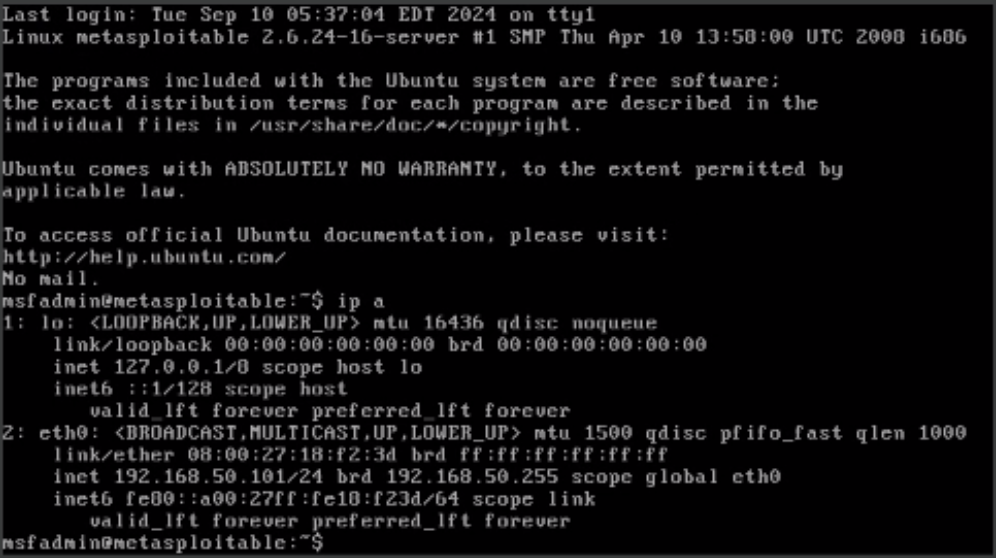 Last login: Tue Sep 10 05:37:04 EDT 2024 on tty1
Linux metasploitable 2.6.24-16-server #1 SMP Thu Apr 10 13:58:00 UTC 2008 i686

The programs included with the Ubuntu system are free software;
the exact distribution terms for each program are described in the
individual files in /usr/share/doc/*/copyright.

Ubuntu comes with ABSOLUTELY NO WARRANTY, to the extent permitted by
applicable law.

To access official Ubuntu documentation, please visit:
http://help.ubuntu.com/
No mail.
msfadmin@metasploitable:~$ ip a
1: lo: <LOOPBACK,UP,LOWER_UP> mtu 16436 qdisc noqueue
    link/loopback 00:00:00:00:00:00 brd 00:00:00:00:00:00
    inet 127.0.0.1/8 scope host lo
    inet6 ::1/128 scope host
       valid_lft forever preferred_lft forever
2: eth0: <BROADCAST,MULTICAST,UP,LOWER_UP> mtu 1500 qdisc pfifo_fast qlen 1000
    link/ether 08:00:27:18:f2:3d brd ff:ff:ff:ff:ff:ff
    inet 192.168.50.101/24 brd 192.168.50.255 scope global eth0
    inet6 fe80::a00:27ff:fe18:f23d/64 scope link
       valid_lft forever preferred_lft forever
msfadmin@metasploitable:~$